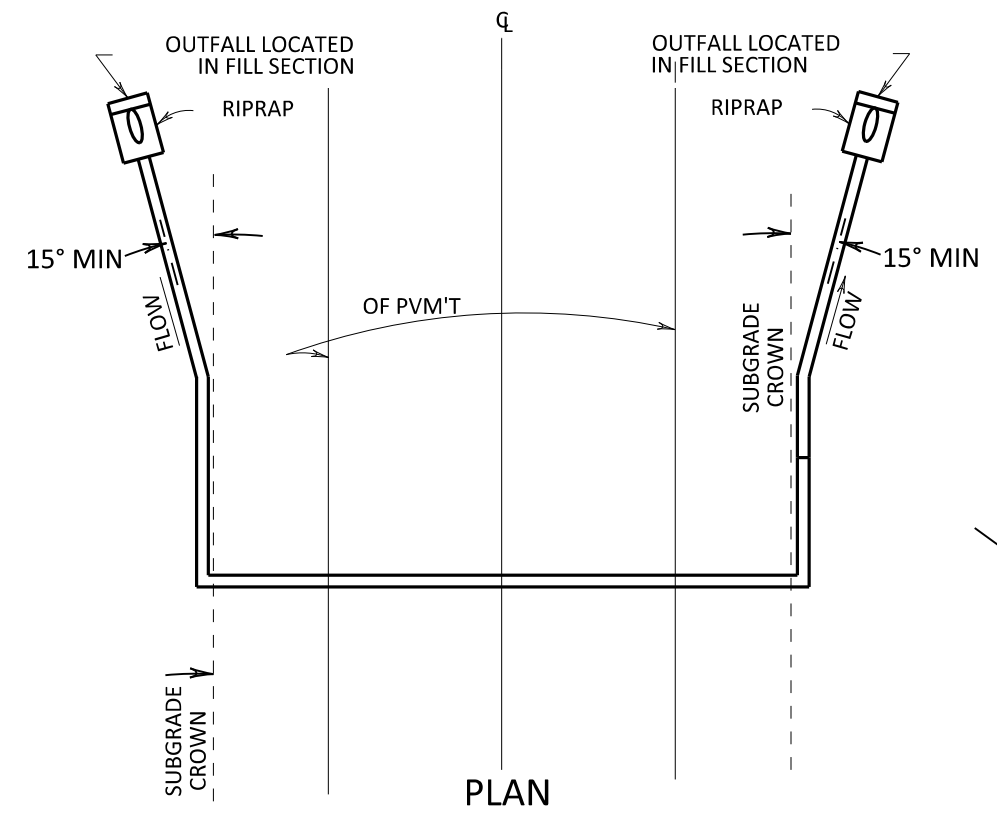 ℄
OUTFALL LOCATED
IN FILL SECTION
OUTFALL LOCATED
IN FILL SECTION
RIPRAP
RIPRAP
15° MIN
15° MIN
FLOW
OF PVM'T
FLOW
SUBGRADE
CROWN
SUBGRADE
CROWN
PLAN